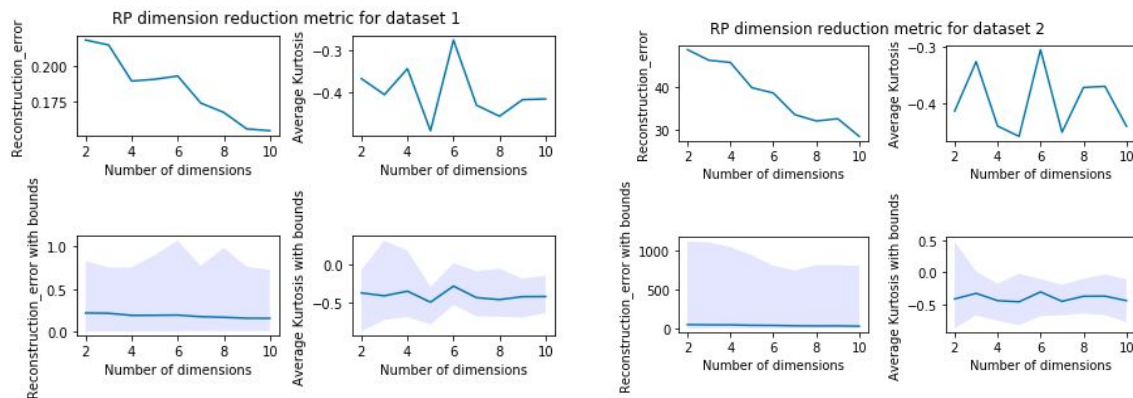 RP dimension reduction metric for dataset 1
Reconstruction_error
0.200
0.175
2 4 6 8 10
Number of dimensions
Average Kurtosis
−0.3
−0.4
2 4 6 8 10
Number of dimensions
Reconstruction_error with bounds
1.0
0.5
0.0
2 4 6 8 10
Number of dimensions
Average Kurtosis with bounds
0.0
−0.5
2 4 6 8 10
Number of dimensions
RP dimension reduction metric for dataset 2
Reconstruction_error
40
30
2 4 6 8 10
Number of dimensions
Average Kurtosis
−0.3
−0.4
2 4 6 8 10
Number of dimensions
Reconstruction_error with bounds
1000
500
0
2 4 6 8 10
Number of dimensions
Average Kurtosis with bounds
0.5
0.0
−0.5
2 4 6 8 10
Number of dimensions